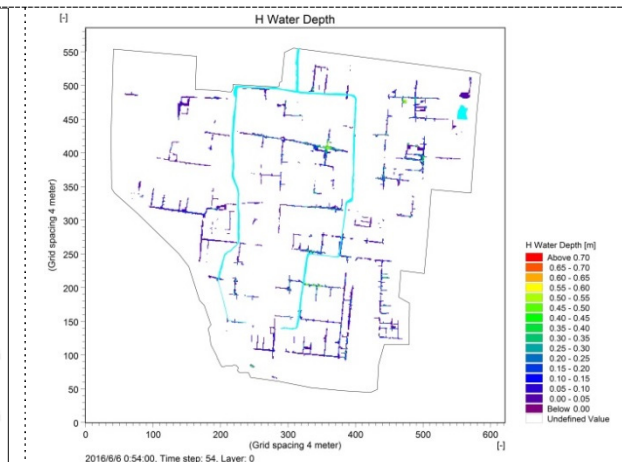 [-]
H Water Depth
550
500
450
400
350
300
250
200
150
100
50
0
(Grid spacing 4 meter)
0 100 200 300 400 500 600
(Grid spacing 4 meter)
[-]
2016/6/6 0:54:00, Time step: 54, Layer: 0
H Water Depth [m]
Above 0.70
0.65 - 0.70
0.60 - 0.65
0.55 - 0.60
0.50 - 0.55
0.45 - 0.50
0.40 - 0.45
0.35 - 0.40
0.30 - 0.35
0.25 - 0.30
0.20 - 0.25
0.15 - 0.20
0.10 - 0.15
0.05 - 0.10
0.00 - 0.05
Below 0.00
Undefined Value